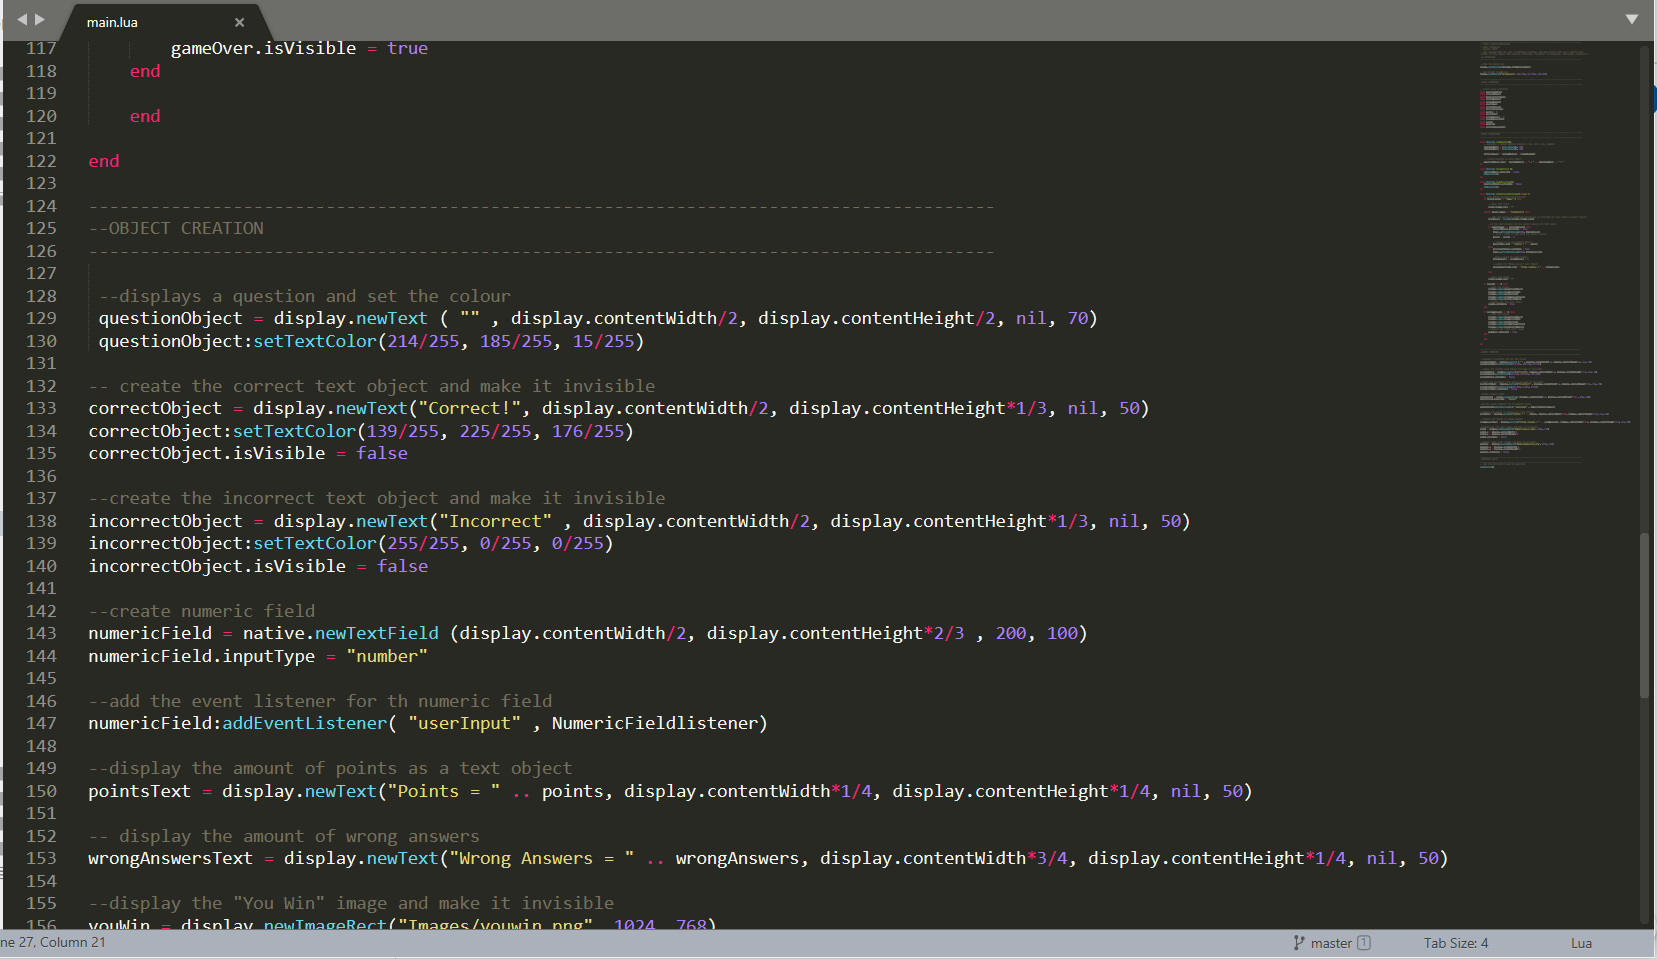 main.lua ×
117 gameOver.isVisible = true
118 end
119
120 end
121
122 end
123
124 ----------------------------------------------------------------------------------------
125 --OBJECT CREATION
126 ----------------------------------------------------------------------------------------
127
128 --displays a question and set the colour
129 questionObject = display.newText ( "" , display.contentWidth/2, display.contentHeight/2, nil, 70)
130 questionObject:setTextColor(214/255, 185/255, 15/255)
131
132 -- create the correct text object and make it invisible
133 correctObject = display.newText("Correct!", display.contentWidth/2, display.contentHeight*1/3, nil, 50)
134 correctObject:setTextColor(139/255, 225/255, 176/255)
135 correctObject.isVisible = false
136
137 --create the incorrect text object and make it invisible
138 incorrectObject = display.newText("Incorrect" , display.contentWidth/2, display.contentHeight*1/3, nil, 50)
139 incorrectObject:setTextColor(255/255, 0/255, 0/255)
140 incorrectObject.isVisible = false
141
142 --create numeric field
143 numericField = native.newTextField (display.contentWidth/2, display.contentHeight*2/3 , 200, 100)
144 numericField.inputType = "number"
145
146 --add the event listener for th numeric field
147 numericField:addEventListener( "userInput" , NumericFieldlistener)
148
149 --display the amount of points as a text object
150 pointsText = display.newText("Points = " .. points, display.contentWidth*1/4, display.contentHeight*1/4, nil, 50)
151
152 -- display the amount of wrong answers
153 wrongAnswersText = display.newText("Wrong Answers = " .. wrongAnswers, display.contentWidth*3/4, display.contentHeight*1/4, nil, 50)
154
155 --display the "You Win" image and make it invisible
156 youWin = display.newImageRect("Images/youwin.png", 1024, 768)
ne 27, Column 21 master 1 Tab Size: 4 Lua